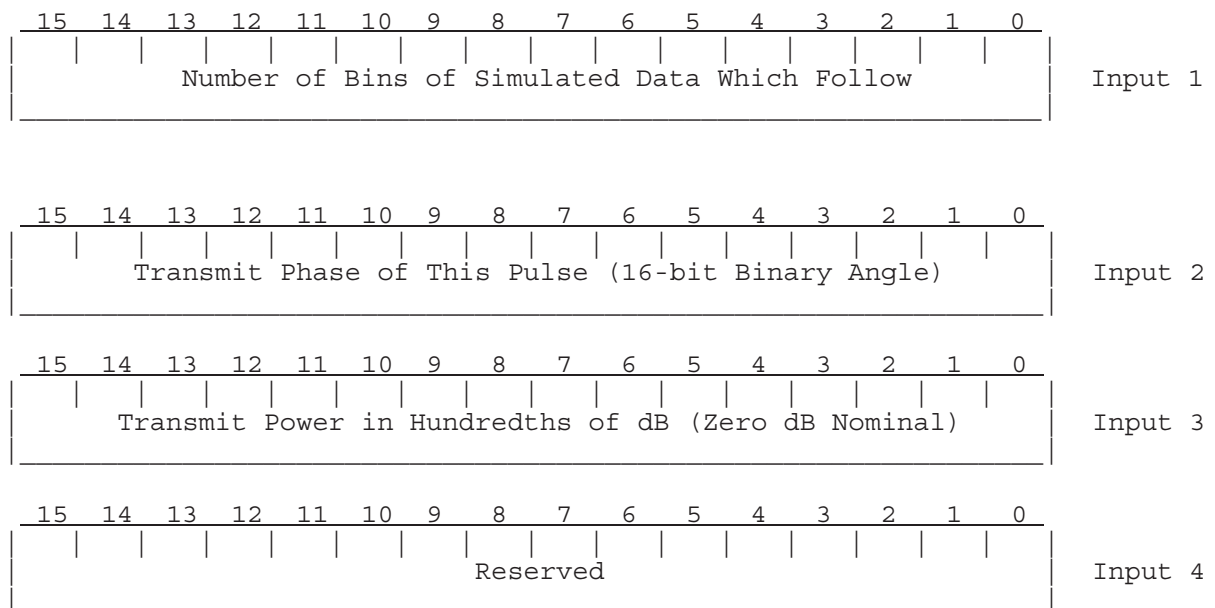 15 14 13 12 11 10 9 8 7 6 5 4 3 2 1 0
Number of Bins of Simulated Data Which Follow Input 1
15 14 13 12 11 10 9 8 7 6 5 4 3 2 1 0
Transmit Phase of This Pulse (16-bit Binary Angle) Input 2
15 14 13 12 11 10 9 8 7 6 5 4 3 2 1 0
Transmit Power in Hundredths of dB (Zero dB Nominal) Input 3
15 14 13 12 11 10 9 8 7 6 5 4 3 2 1 0
Reserved Input 4